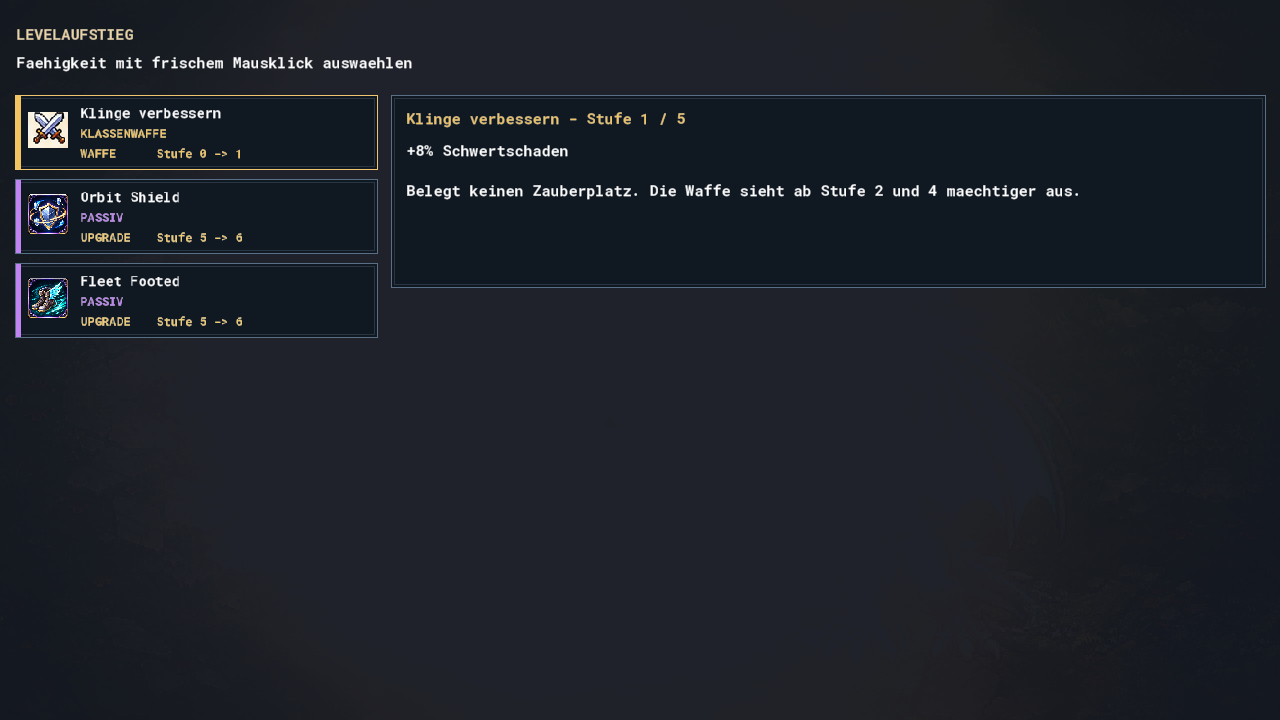 LEVELAUFSTIEG
Faehigkeit mit frischem Mausklick auswaehlen
Klinge verbessern
KLASSENWAFFE
WAFFE Stufe 0 -> 1
Orbit Shield
PASSIV
UPGRADE Stufe 5 -> 6
Fleet Footed
PASSIV
UPGRADE Stufe 5 -> 6
Klinge verbessern - Stufe 1 / 5
+8% Schwertschaden
Belegt keinen Zauberplatz. Die Waffe sieht ab Stufe 2 und 4 maechtiger aus.